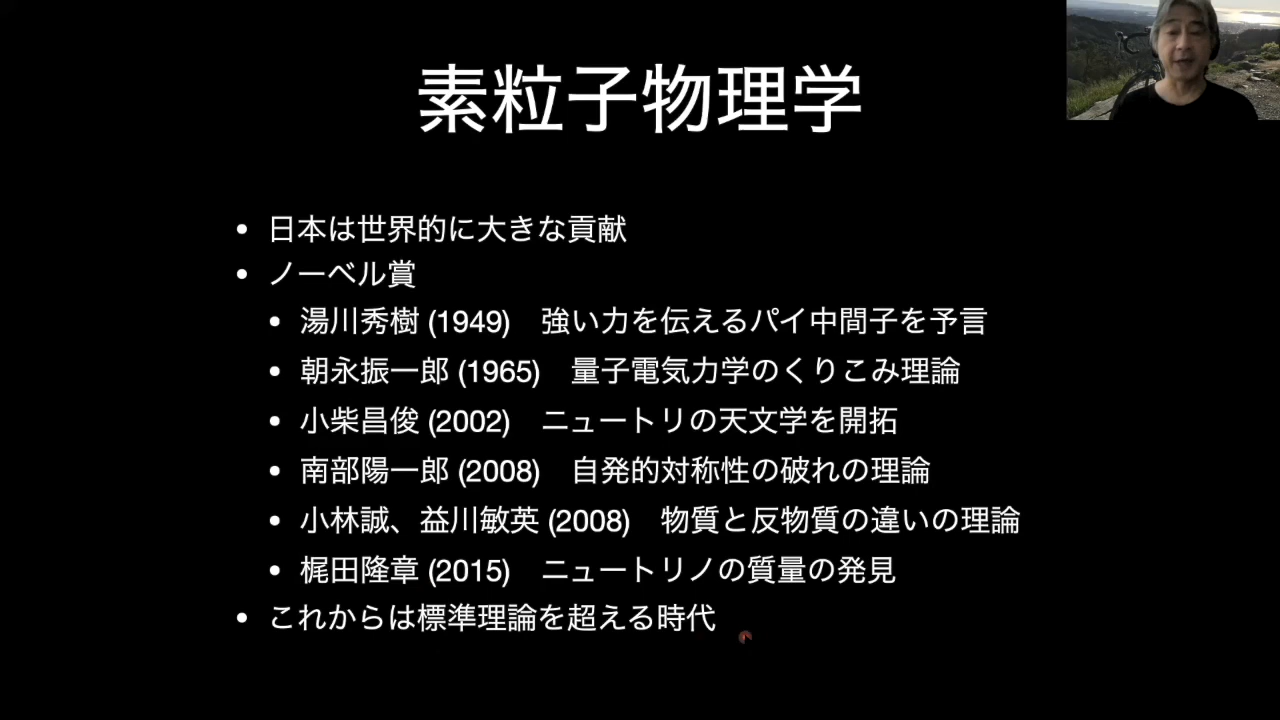 素粒子物理学
• 日本は世界的に大きな貢献
• ノーベル賞
• 湯川秀樹 (1949)　強い力を伝えるパイ中間子を予言
• 朝永振一郎 (1965)　量子電気力学のくりこみ理論
• 小柴昌俊 (2002)　ニュートリの天文学を開拓
• 南部陽一郎 (2008)　自発的対称性の破れの理論
• 小林誠、益川敏英 (2008)　物質と反物質の違いの理論
• 梶田隆章 (2015)　ニュートリノの質量の発見
• これからは標準理論を超える時代